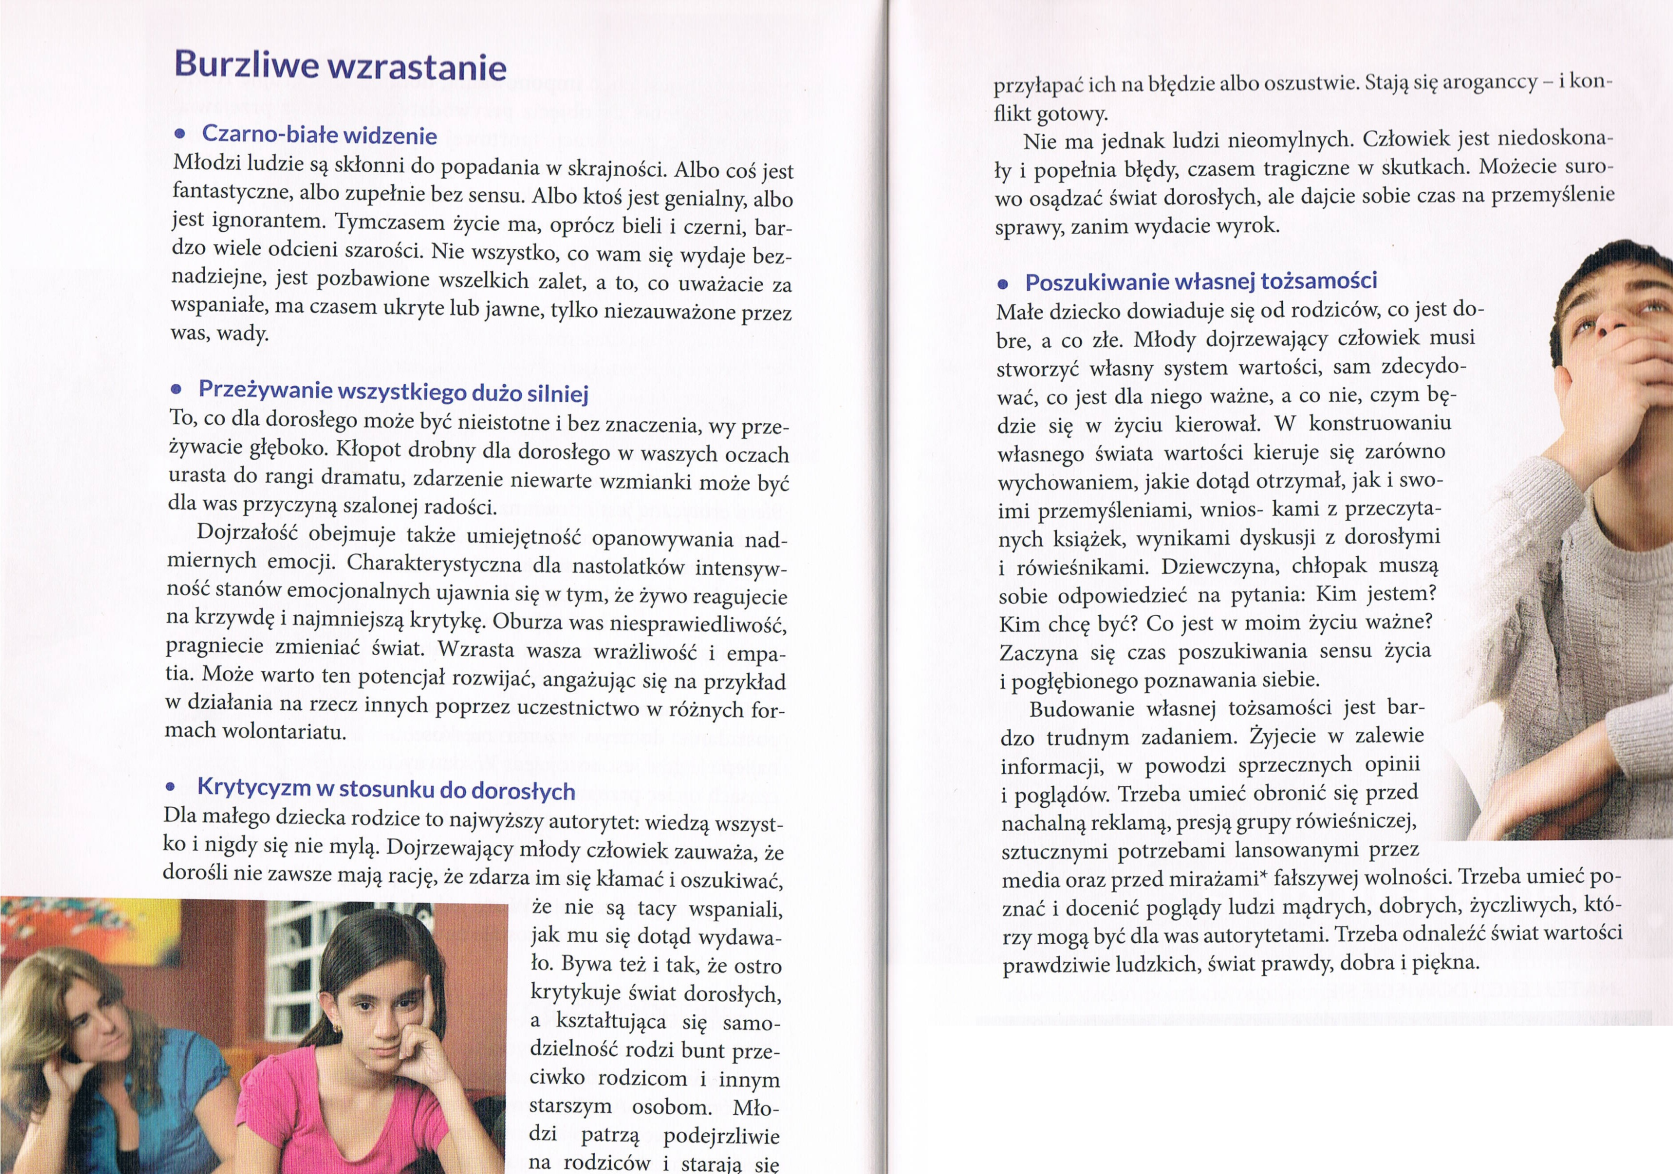 Burzliwe wzrastanie
• Czarno-białe widzenie
Młodzi ludzie są skłonni do popadania w skrajności. Albo coś jest
fantastyczne, albo zupełnie bez sensu. Albo ktoś jest genialny, albo
jest ignorantem. Tymczasem życie ma, oprócz bieli i czerni, bar-
dzo wiele odcieni szarości. Nie wszystko, co wam się wydaje bez-
nadziejne, jest pozbawione wszelkich zalet, a to, co uważacie za
wspaniałe, ma czasem ukryte lub jawne, tylko niezauważone przez
was, wady.
• Przeżywanie wszystkiego dużo silniej
To, co dla dorosłego może być nieistotne i bez znaczenia, wy prze-
żywacie głęboko. Kłopot drobny dla dorosłego w waszych oczach
urasta do rangi dramatu, zdarzenie niewarte wzmianki może być
dla was przyczyną szalonej radości.
Dojrzałość obejmuje także umiejętność opanowywania nad-
miernych emocji. Charakterystyczna dla nastolatków intensyw-
ność stanów emocjonalnych ujawnia się w tym, że żywo reagujecie
na krzywdę i najmniejszą krytykę. Oburza was niesprawiedliwość,
pragniecie zmieniać świat. Wzrasta wasza wrażliwość i empa-
tia. Może warto ten potencjał rozwijać, angażując się na przykład
w działania na rzecz innych poprzez uczestnictwo w różnych for-
mach wolontariatu.
• Krytycyzm w stosunku do dorosłych
Dla małego dziecka rodzice to najwyższy autorytet: wiedzą wszyst-
ko i nigdy się nie mylą. Dojrzewający młody człowiek zauważa, że
dorośli nie zawsze mają rację, że zdarza im się kłamać i oszukiwać,
że nie są tacy wspaniali,
jak mu się dotąd wydawa-
ło. Bywa też i tak, że ostro
krytykuje świat dorosłych,
a kształtująca się samo-
dzielność rodzi bunt prze-
ciwko rodzicom i innym
starszym osobom. Mło-
dzi patrzą podejrzliwie
na rodziców i starają się
przyłapać ich na błędzie albo oszustwie. Stają się aroganccy – i kon-
flikt gotowy.
Nie ma jednak ludzi nieomylnych. Człowiek jest niedoskona-
ły i popełnia błędy, czasem tragiczne w skutkach. Możecie suro-
wo osądzać świat dorosłych, ale dajcie sobie czas na przemyślenie
sprawy, zanim wydacie wyrok.
• Poszukiwanie własnej tożsamości
Małe dziecko dowiaduje się od rodziców, co jest do-
bre, a co złe. Młody dojrzewający człowiek musi
stworzyć własny system wartości, sam zdecydo-
wać, co jest dla niego ważne, a co nie, czym bę-
dzie się w życiu kierował. W konstruowaniu
własnego świata wartości kieruje się zarówno
wychowaniem, jakie dotąd otrzymał, jak i swo-
imi przemyśleniami, wnios- kami z przeczyta-
nych książek, wynikami dyskusji z dorosłymi
i rówieśnikami. Dziewczyna, chłopak muszą
sobie odpowiedzieć na pytania: Kim jestem?
Kim chcę być? Co jest w moim życiu ważne?
Zaczyna się czas poszukiwania sensu życia
i pogłębionego poznawania siebie.
Budowanie własnej tożsamości jest bar-
dzo trudnym zadaniem. Żyjecie w zalewie
informacji, w powodzi sprzecznych opinii
i poglądów. Trzeba umieć obronić się przed
nachalną reklamą, presją grupy rówieśniczej,
sztucznymi potrzebami lansowanymi przez
media oraz przed mirażami* fałszywej wolności. Trzeba umieć po-
znać i docenić poglądy ludzi mądrych, dobrych, życzliwych, któ-
rzy mogą być dla was autorytetami. Trzeba odnaleźć świat wartości
prawdziwie ludzkich, świat prawdy, dobra i piękna.